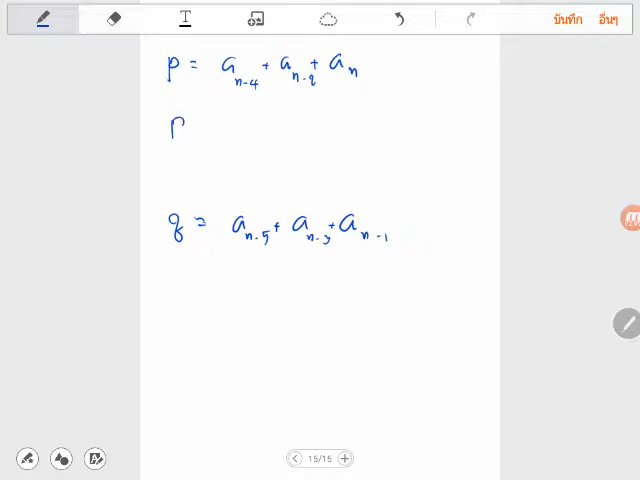 T A บันทึก อื่นๆ
p = a_{n-4} + a_{n-2} + a_n
q = a_{n-5} + a_{n-3} + a_{n-1}
15/15